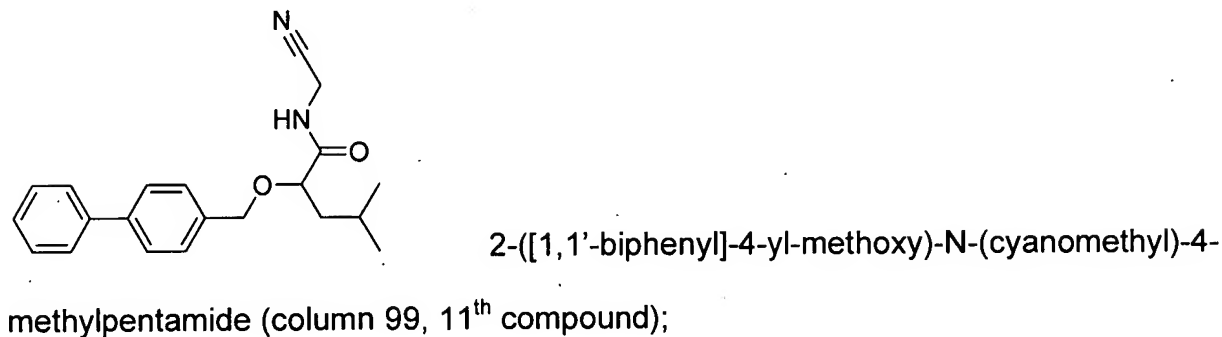 N
HN
O
O
2-([1,1'-biphenyl]-4-yl-methoxy)-N-(cyanomethyl)-4-
methylpentamide (column 99, 11th compound);